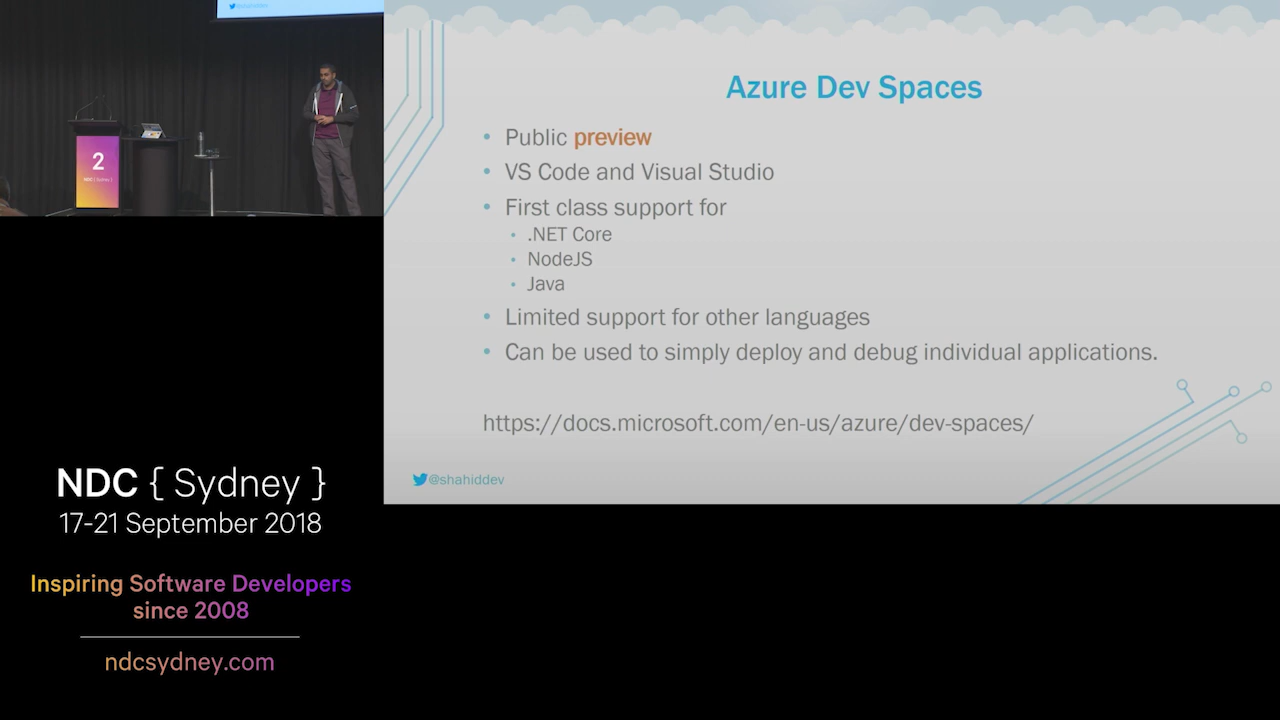 @shahiddev
2
NDC { Sydney }
Azure Dev Spaces
• Public preview
• VS Code and Visual Studio
• First class support for
• .NET Core
• NodeJS
• Java
• Limited support for other languages
• Can be used to simply deploy and debug individual applications.
https://docs.microsoft.com/en-us/azure/dev-spaces/
@shahiddev
NDC { Sydney }
17-21 September 2018
Inspiring Software Developers
since 2008
ndcsydney.com